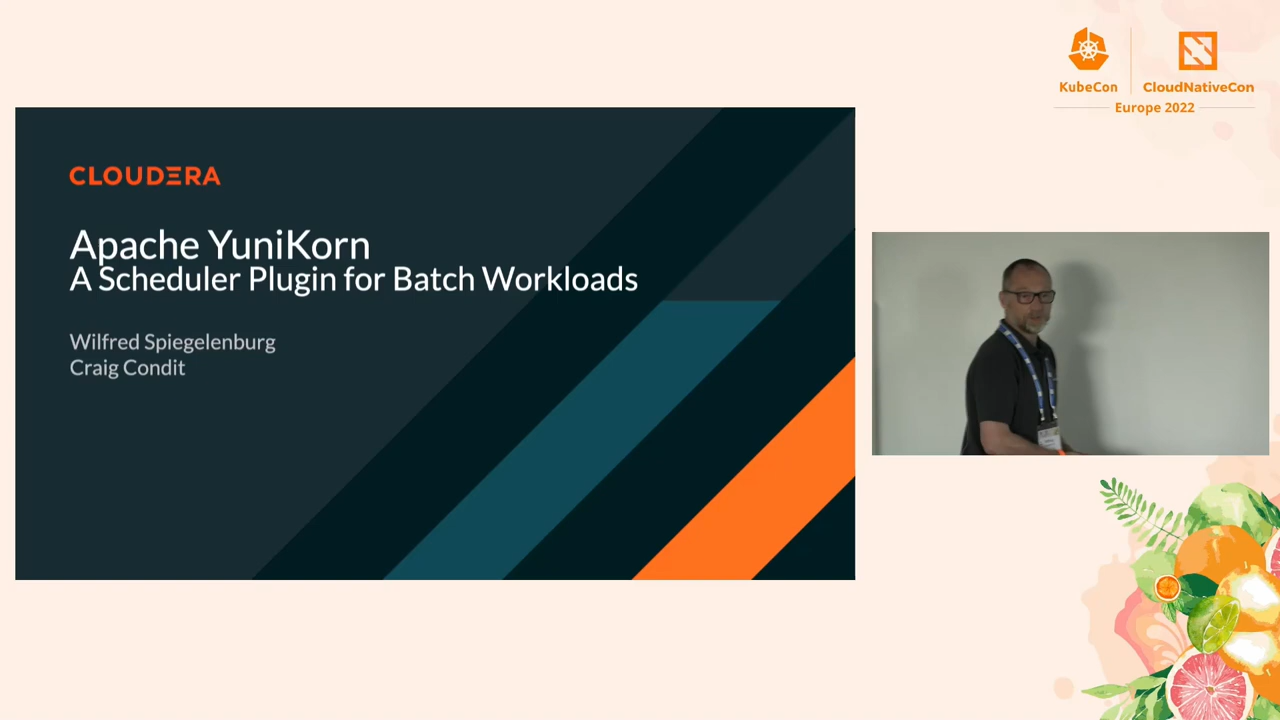 KubeCon
CloudNativeCon
Europe 2022
CLOUDERA
Apache YuniKorn
A Scheduler Plugin for Batch Workloads
Wilfred Spiegelenburg
Craig Condit